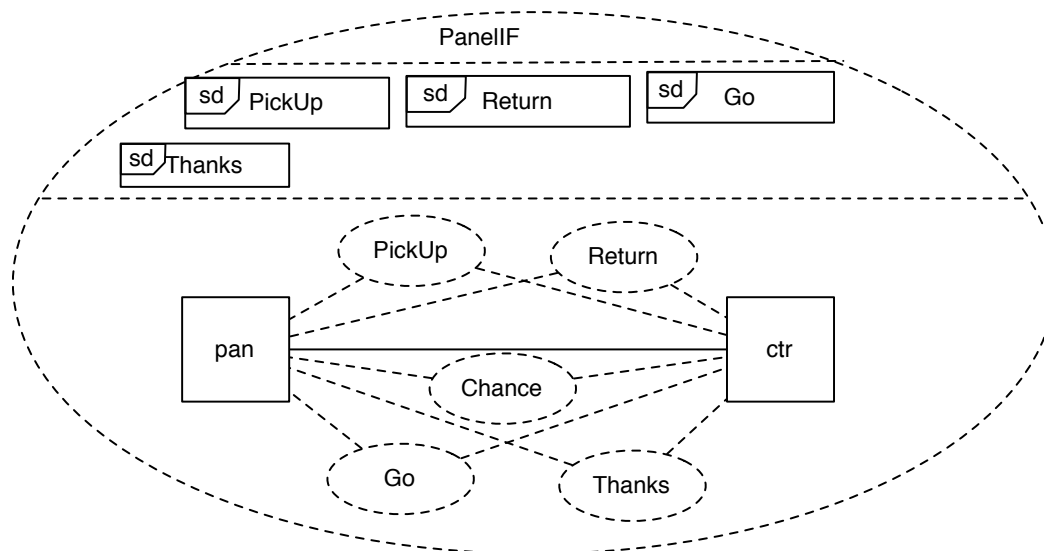 PanelIF
sd PickUp
sd Return
sd Go
sd Thanks
PickUp
Return
pan
ctr
Chance
Go
Thanks